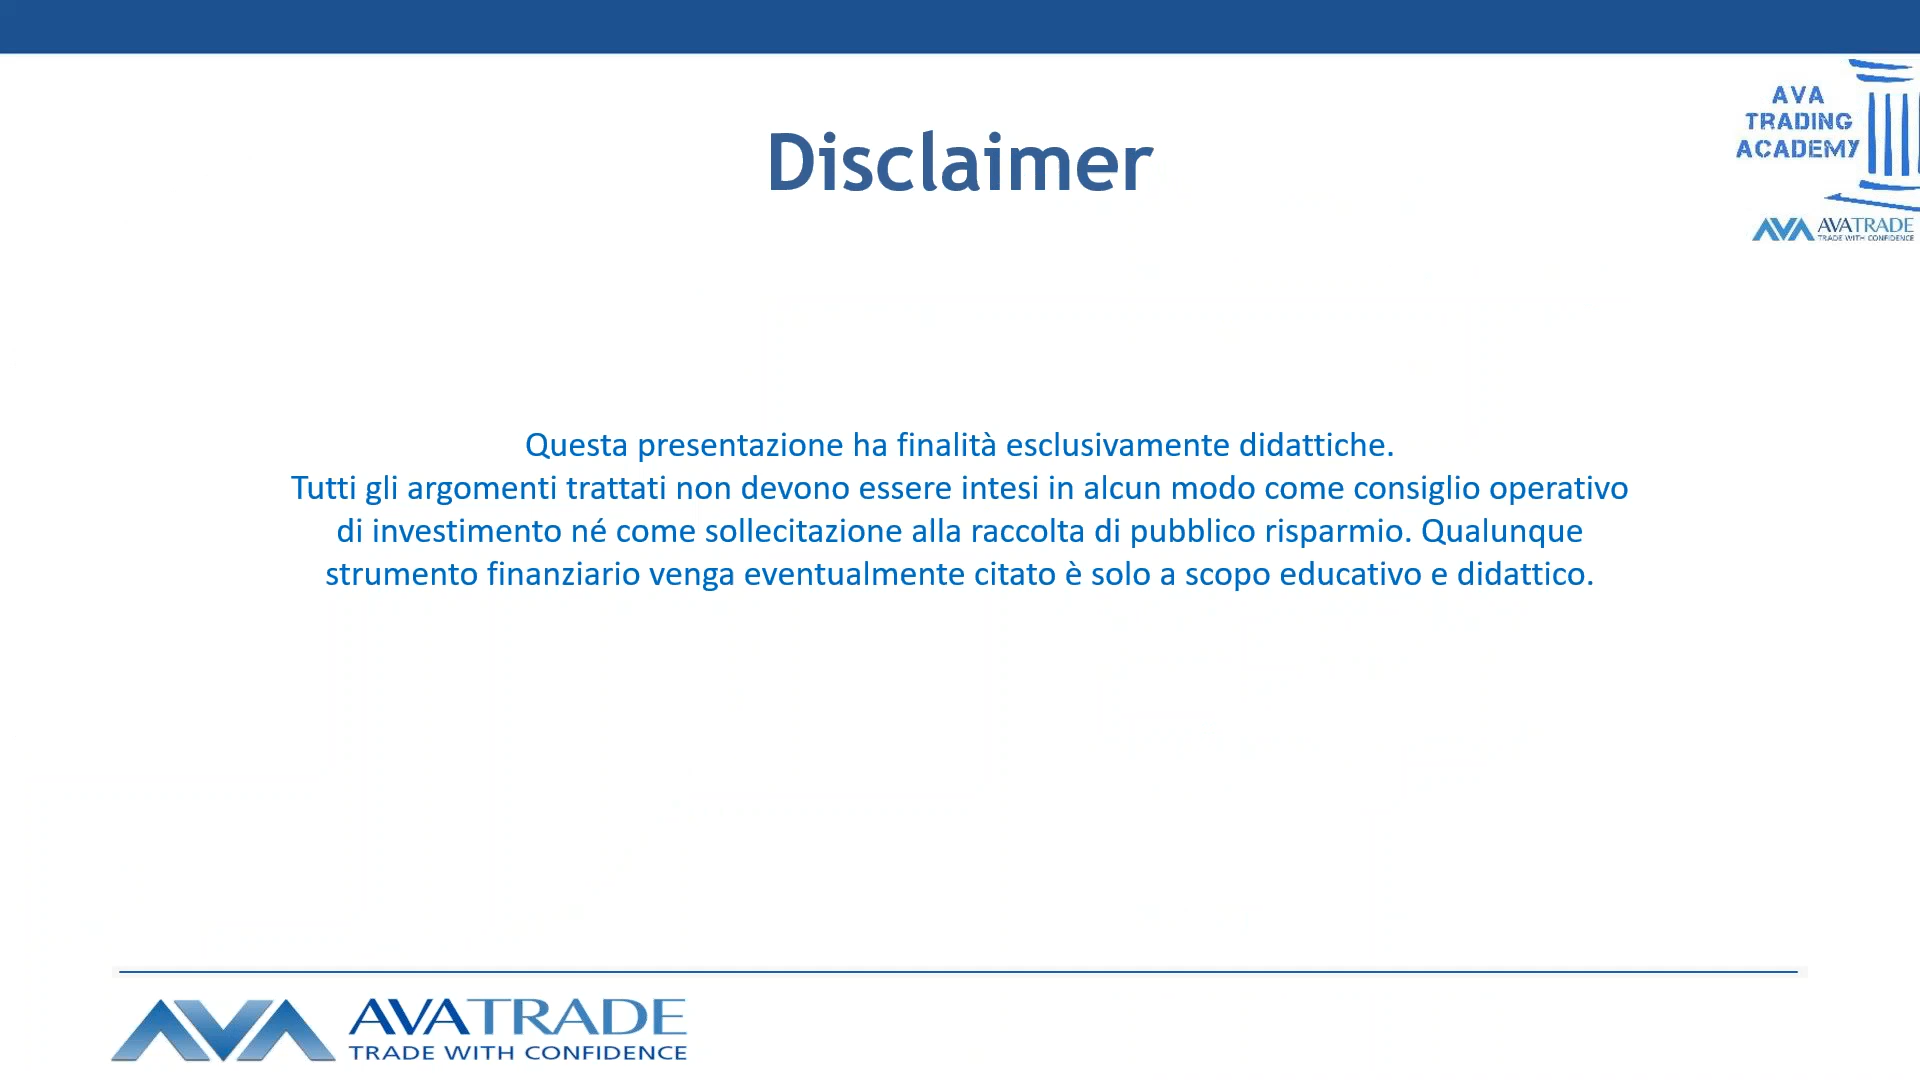 AVA
TRADING
ACADEMY
AVATRADE
TRADE WITH CONFIDENCE
Disclaimer
Questa presentazione ha finalità esclusivamente didattiche.
Tutti gli argomenti trattati non devono essere intesi in alcun modo come consiglio operativo
di investimento né come sollecitazione alla raccolta di pubblico risparmio. Qualunque
strumento finanziario venga eventualmente citato è solo a scopo educativo e didattico.
AVATRADE
TRADE WITH CONFIDENCE